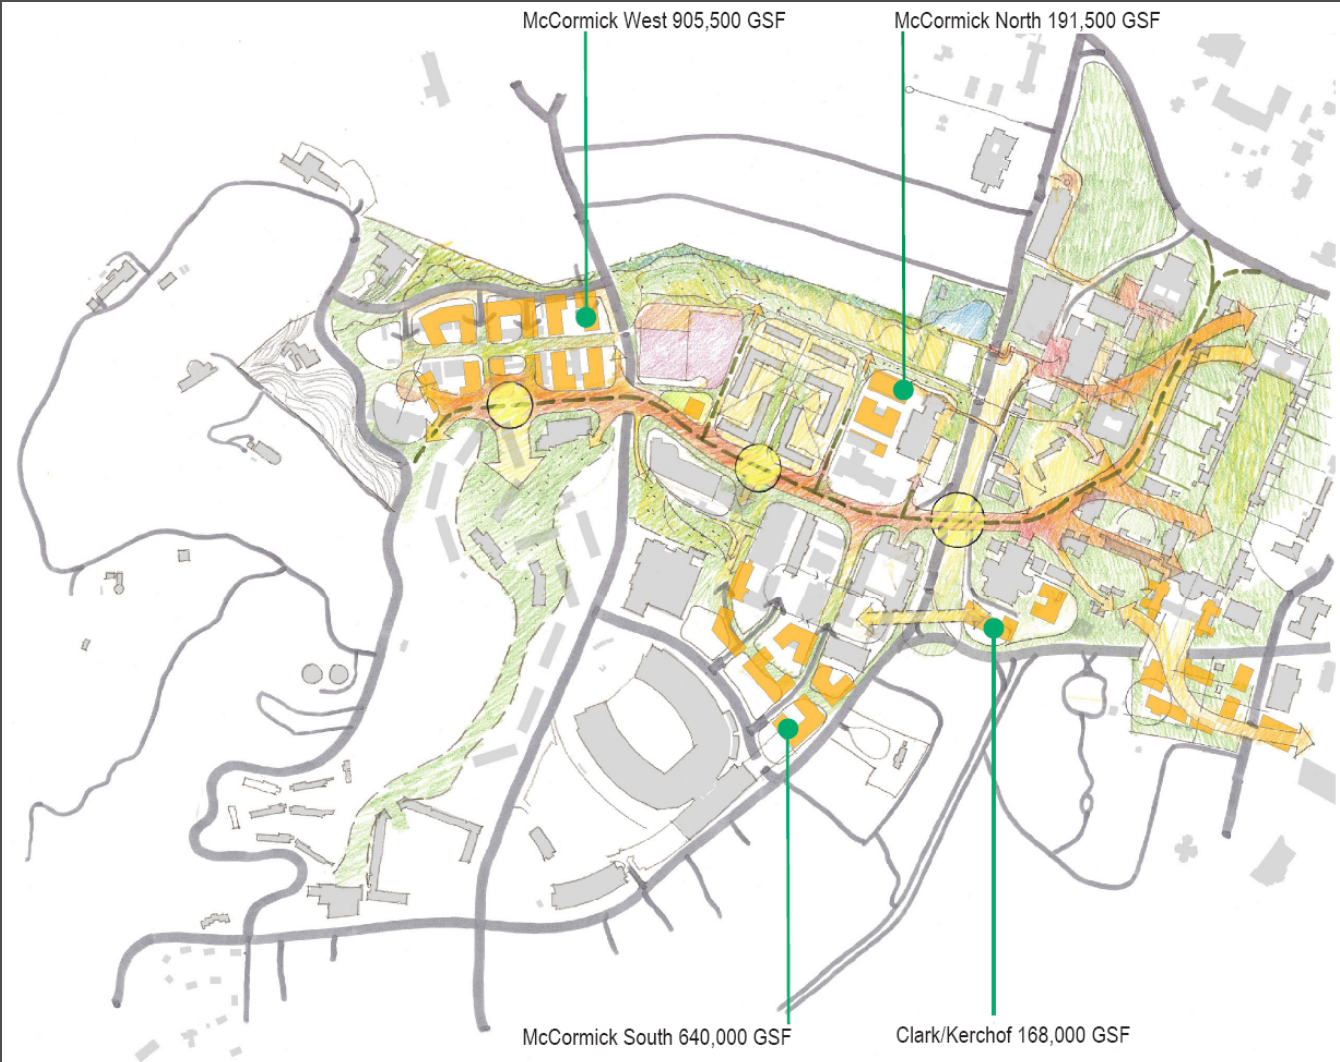 McCormick West 905,500 GSF
McCormick North 191,500 GSF
McCormick South 640,000 GSF
Clark/Kerchof 168,000 GSF